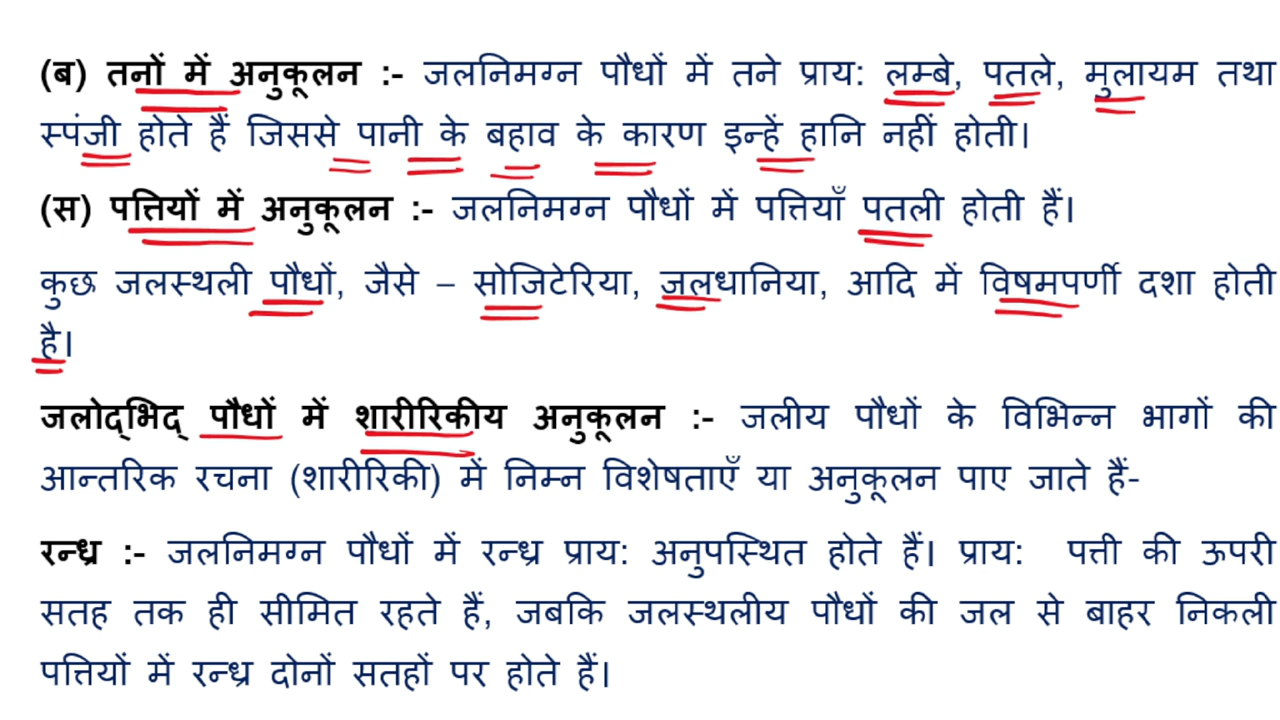 (ब) तनों में अनुकूलन :- जलनिमग्न पौधों में तने प्राय: लम्बे, पतले, मुलायम तथा
स्पंजी होते हैं जिससे पानी के बहाव के कारण इन्हें हानि नहीं होती।
(स) पत्तियों में अनुकूलन :- जलनिमग्न पौधों में पत्तियाँ पतली होती हैं।
कुछ जलस्थली पौधों, जैसे – सोजिटेरिया, जलधानिया, आदि में विषमपर्णी दशा होती
है।
जलोद्भिद् पौधों में शारीरिकीय अनुकूलन :- जलीय पौधों के विभिन्न भागों की
आन्तरिक रचना (शारीरिकी) में निम्न विशेषताएँ या अनुकूलन पाए जाते हैं-
रन्ध्र :- जलनिमग्न पौधों में रन्ध्र प्राय: अनुपस्थित होते हैं। प्राय: पत्ती की ऊपरी
सतह तक ही सीमित रहते हैं, जबकि जलस्थलीय पौधों की जल से बाहर निकली
पत्तियों में रन्ध्र दोनों सतहों पर होते हैं।